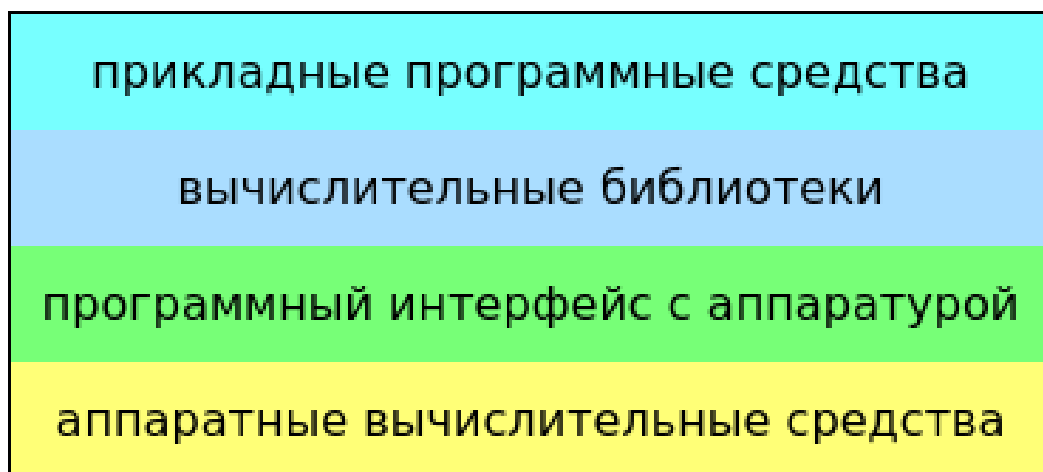 прикладные программные средства
вычислительные библиотеки
программный интерфейс с аппаратурой
аппаратные вычислительные средства